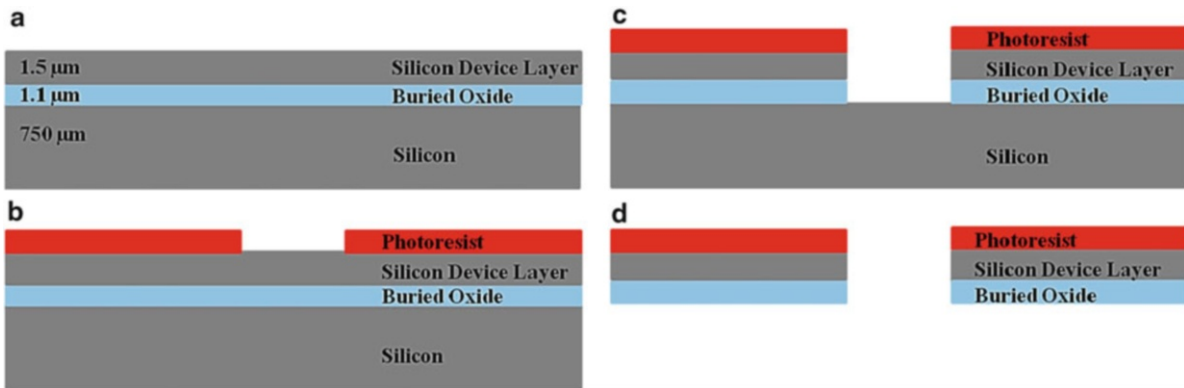 a
1.5 µm Silicon Device Layer
1.1 µm Buried Oxide
750 µm
Silicon
b
Photoresist
Silicon Device Layer
Buried Oxide
Silicon
c
Photoresist
Silicon Device Layer
Buried Oxide
Silicon
d
Photoresist
Silicon Device Layer
Buried Oxide